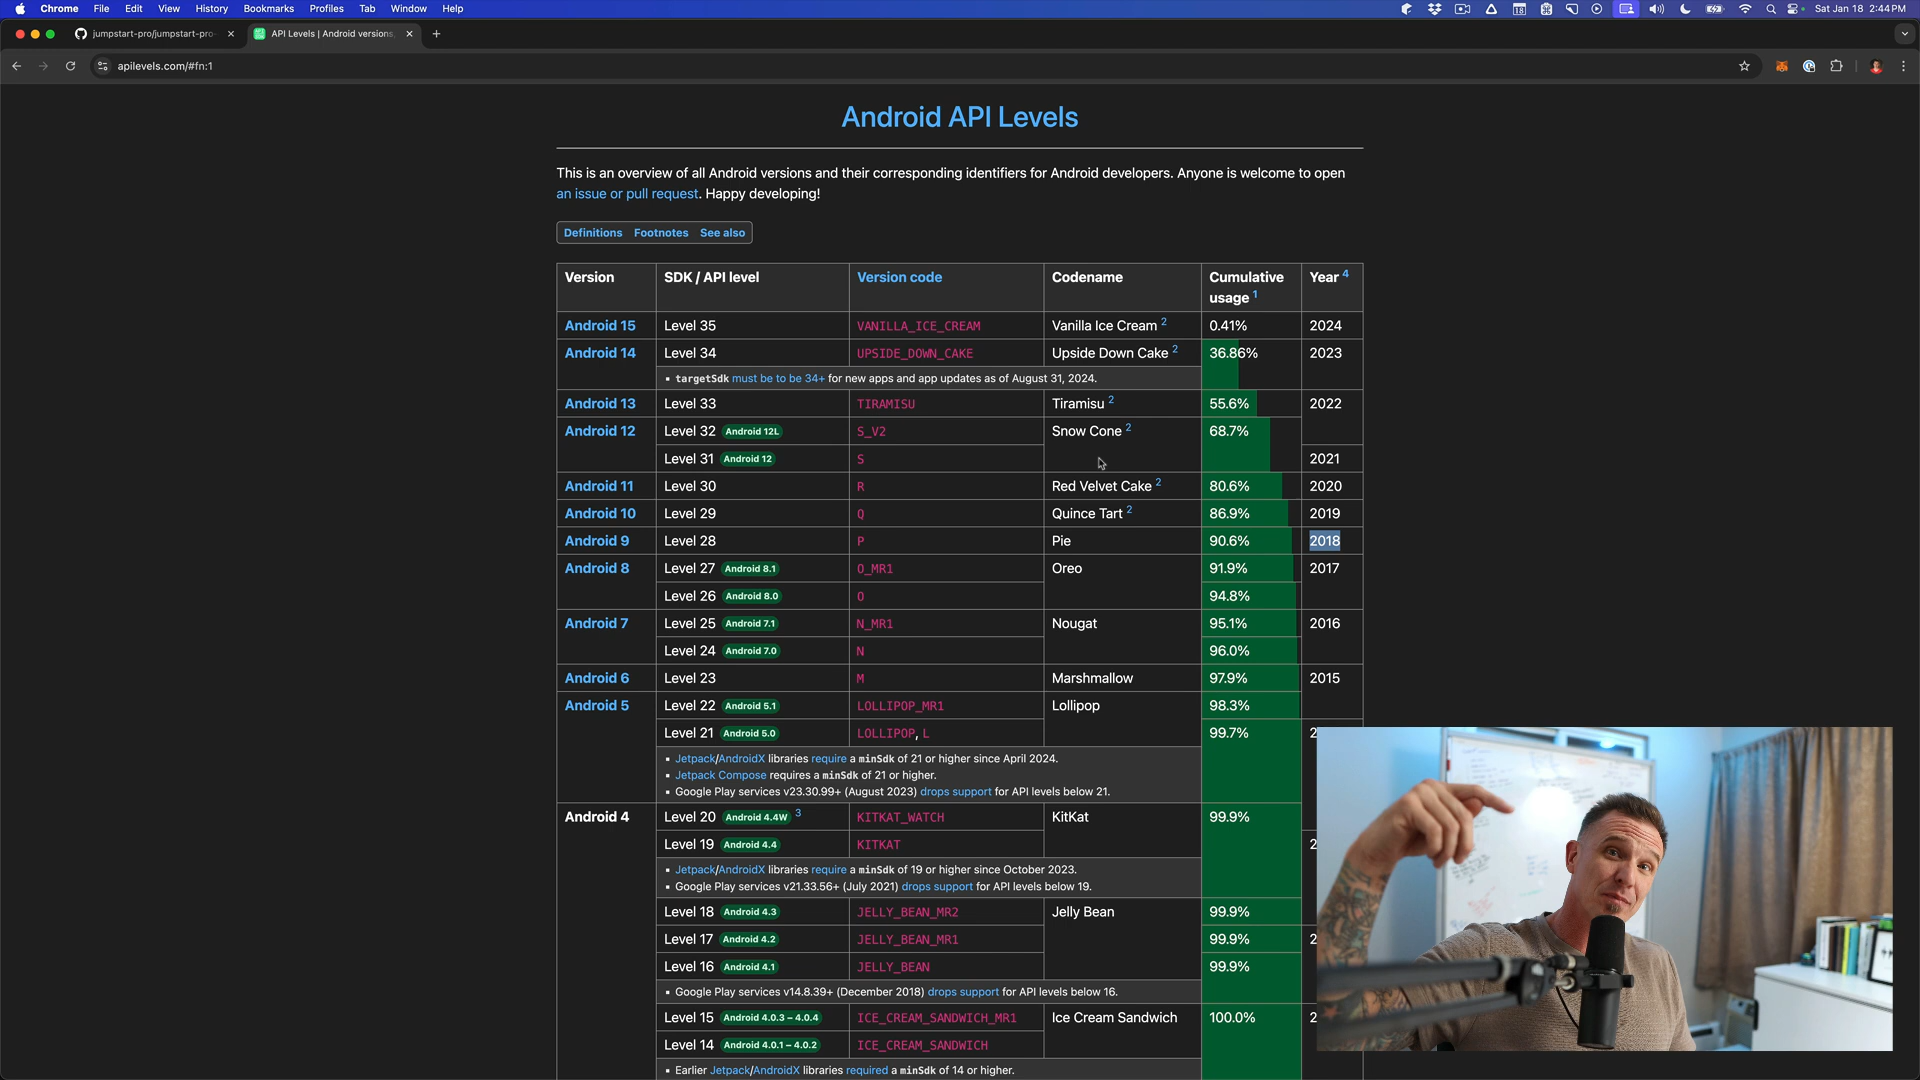 Chrome File Edit View History Bookmarks Profiles Tab Window Help
18
Sat Jan 18 2:44 PM
jumpstart-pro/jumpstart-pro-
API Levels | Android versions,
apilevels.com/#fn:1
Android API Levels
This is an overview of all Android versions and their corresponding identifiers for Android developers. Anyone is welcome to open
an issue or pull request. Happy developing!
Definitions Footnotes See also
Version SDK / API level Version code Codename Cumulative usage 1 Year 4
Android 15 Level 35 VANILLA_ICE_CREAM Vanilla Ice Cream 2 0.41% 2024
Android 14 Level 34 UPSIDE_DOWN_CAKE Upside Down Cake 2 36.86% 2023
▪ targetSdk must be to be 34+ for new apps and app updates as of August 31, 2024.
Android 13 Level 33 TIRAMISU Tiramisu 2 55.6% 2022
Android 12 Level 32 Android 12L S_V2 Snow Cone 2 68.7%
Level 31 Android 12 S 2021
Android 11 Level 30 R Red Velvet Cake 2 80.6% 2020
Android 10 Level 29 Q Quince Tart 2 86.9% 2019
Android 9 Level 28 P Pie 90.6% 2018
Android 8 Level 27 Android 8.1 O_MR1 Oreo 91.9% 2017
Level 26 Android 8.0 O 94.8%
Android 7 Level 25 Android 7.1 N_MR1 Nougat 95.1% 2016
Level 24 Android 7.0 N 96.0%
Android 6 Level 23 M Marshmallow 97.9% 2015
Android 5 Level 22 Android 5.1 LOLLIPOP_MR1 Lollipop 98.3%
Level 21 Android 5.0 LOLLIPOP, L 99.7% 2
▪ Jetpack/AndroidX libraries require a minSdk of 21 or higher since April 2024.
▪ Jetpack Compose requires a minSdk of 21 or higher.
▪ Google Play services v23.30.99+ (August 2023) drops support for API levels below 21.
Android 4 Level 20 Android 4.4W 3 KITKAT_WATCH KitKat 99.9%
Level 19 Android 4.4 KITKAT 2
▪ Jetpack/AndroidX libraries require a minSdk of 19 or higher since October 2023.
▪ Google Play services v21.33.56+ (July 2021) drops support for API levels below 19.
Level 18 Android 4.3 JELLY_BEAN_MR2 Jelly Bean 99.9%
Level 17 Android 4.2 JELLY_BEAN_MR1 99.9% 2
Level 16 Android 4.1 JELLY_BEAN 99.9%
▪ Google Play services v14.8.39+ (December 2018) drops support for API levels below 16.
Level 15 Android 4.0.3 – 4.0.4 ICE_CREAM_SANDWICH_MR1 Ice Cream Sandwich 100.0% 2
Level 14 Android 4.0.1 – 4.0.2 ICE_CREAM_SANDWICH
▪ Earlier Jetpack/AndroidX libraries required a minSdk of 14 or higher.